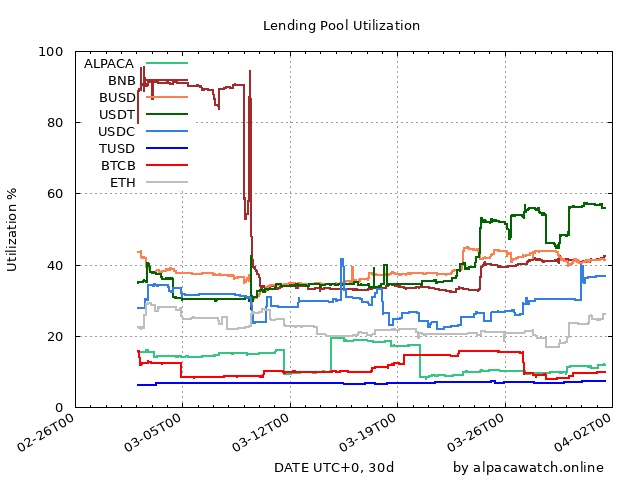 Lending Pool Utilization
100
80
60
40
20
0
Utilization %
ALPACA
BNB
BUSD
USDT
USDC
TUSD
BTCB
ETH
02-26T00
03-05T00
03-12T00
03-19T00
03-26T00
04-02T00
DATE UTC+0, 30d
by alpacawatch.online